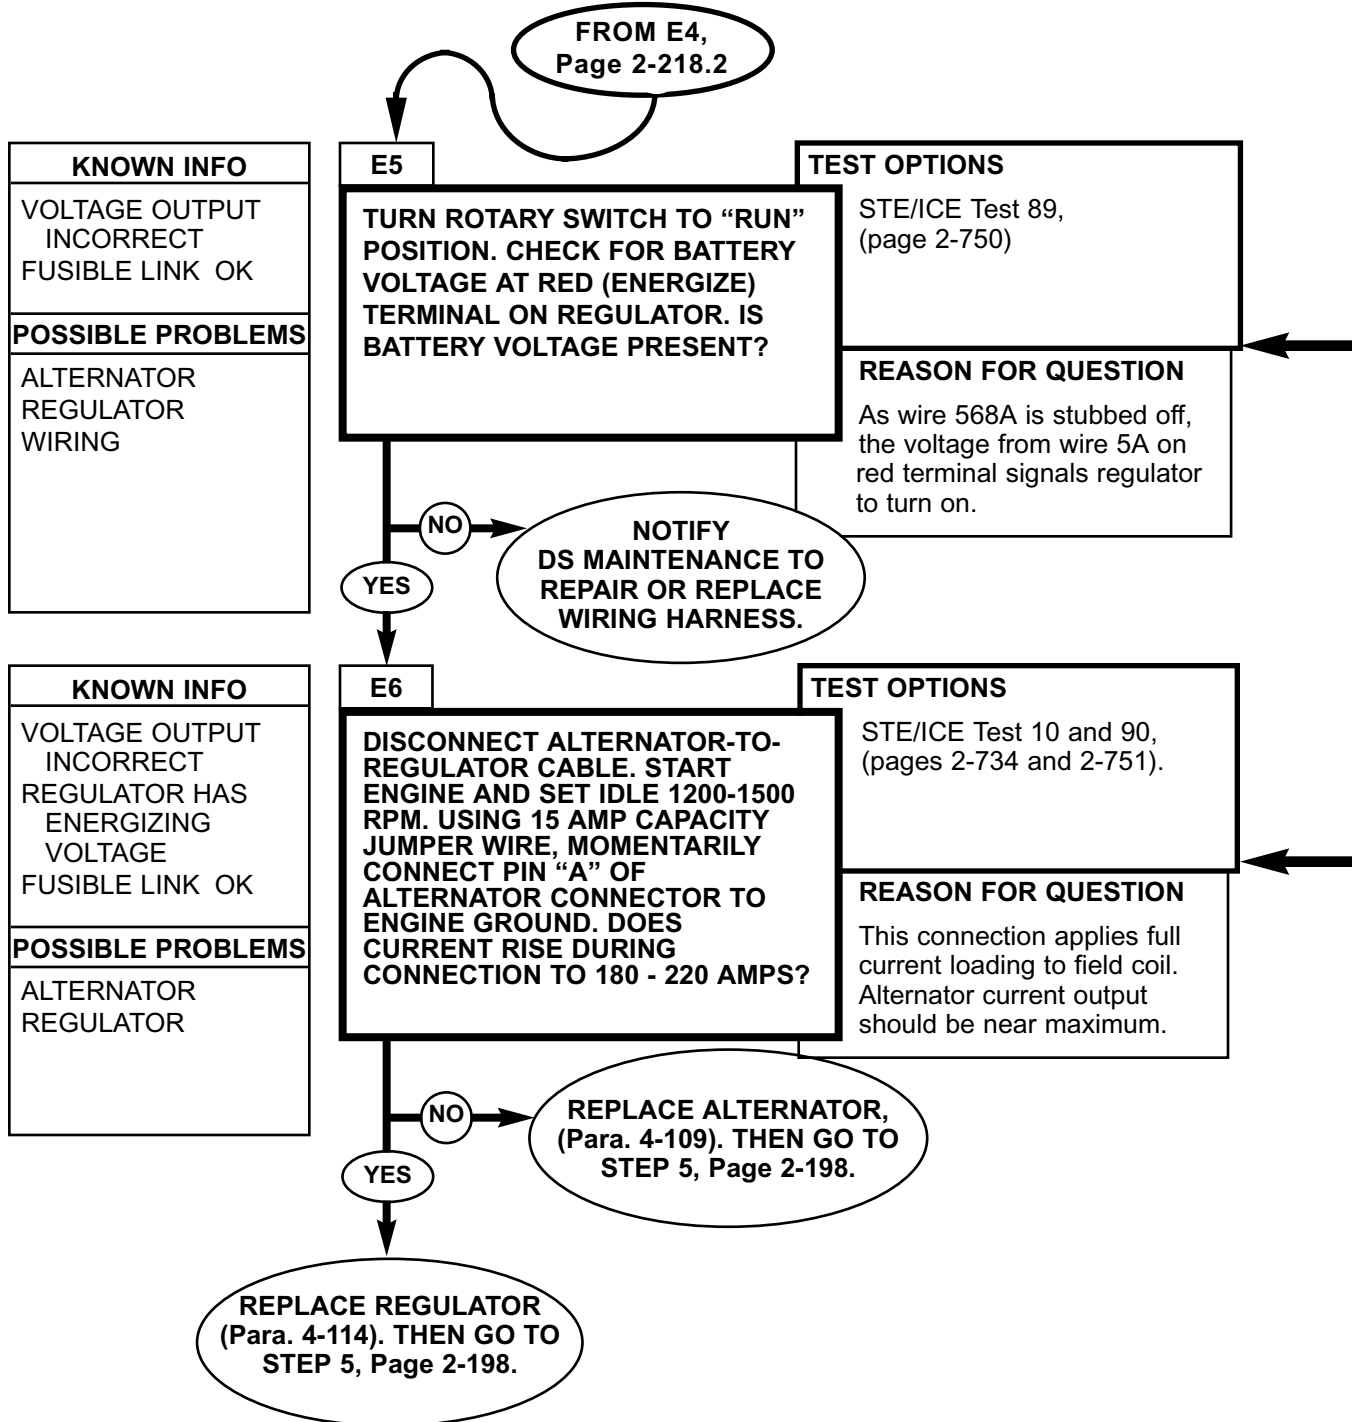 FROM E4,
Page 2-218.2
KNOWN INFO
VOLTAGE OUTPUT
INCORRECT
FUSIBLE LINK OK
POSSIBLE PROBLEMS
ALTERNATOR
REGULATOR
WIRING
E5
TURN ROTARY SWITCH TO “RUN”
POSITION. CHECK FOR BATTERY
VOLTAGE AT RED (ENERGIZE)
TERMINAL ON REGULATOR. IS
BATTERY VOLTAGE PRESENT?
TEST OPTIONS
STE/ICE Test 89,
(page 2-750)
REASON FOR QUESTION
As wire 568A is stubbed off,
the voltage from wire 5A on
red terminal signals regulator
to turn on.
NO
NOTIFY
DS MAINTENANCE TO
REPAIR OR REPLACE
WIRING HARNESS.
YES
KNOWN INFO
VOLTAGE OUTPUT
INCORRECT
REGULATOR HAS
ENERGIZING
VOLTAGE
FUSIBLE LINK OK
POSSIBLE PROBLEMS
ALTERNATOR
REGULATOR
E6
DISCONNECT ALTERNATOR-TO-
REGULATOR CABLE. START
ENGINE AND SET IDLE 1200-1500
RPM. USING 15 AMP CAPACITY
JUMPER WIRE, MOMENTARILY
CONNECT PIN “A” OF
ALTERNATOR CONNECTOR TO
ENGINE GROUND. DOES
CURRENT RISE DURING
CONNECTION TO 180 - 220 AMPS?
TEST OPTIONS
STE/ICE Test 10 and 90,
(pages 2-734 and 2-751).
REASON FOR QUESTION
This connection applies full
current loading to field coil.
Alternator current output
should be near maximum.
NO
REPLACE ALTERNATOR,
(Para. 4-109). THEN GO TO
STEP 5, Page 2-198.
YES
REPLACE REGULATOR
(Para. 4-114). THEN GO TO
STEP 5, Page 2-198.